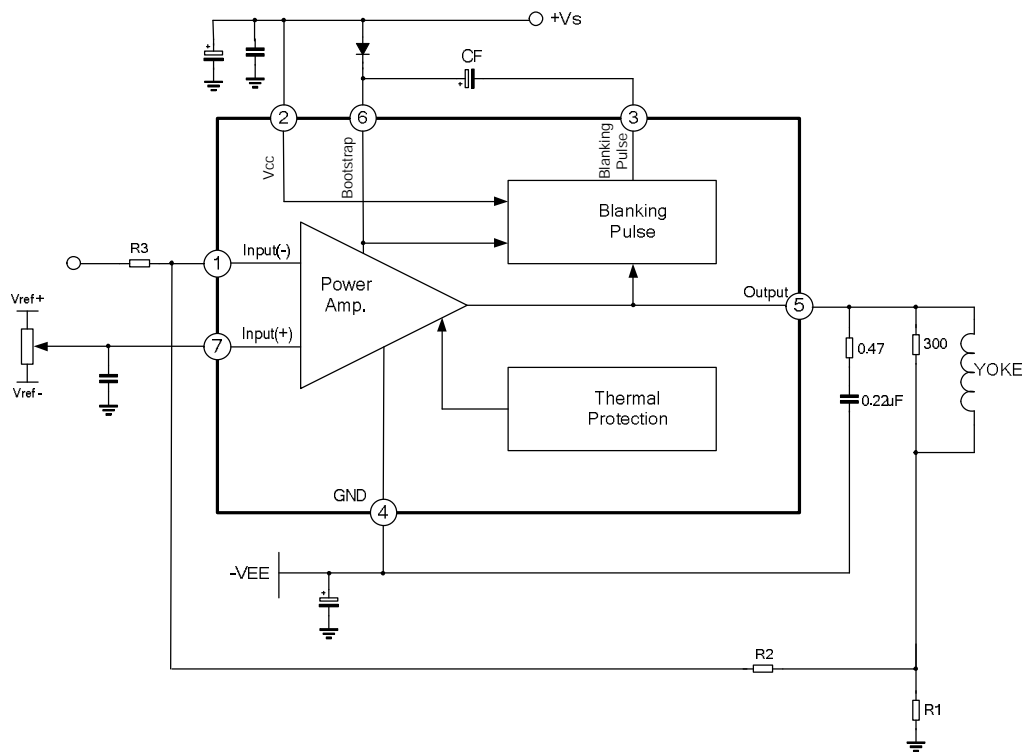 +Vs
CF
2
6
3
Vcc
Bootstrap
Blanking
Pulse
Blanking
Pulse
R3
1
Input(-)
Power
Amp.
Output
5
Vref+
7
Input(+)
Vref-
0.47
300
YOKE
0.22uF
Thermal
Protection
GND
4
-VEE
R2
R1
+
+
+